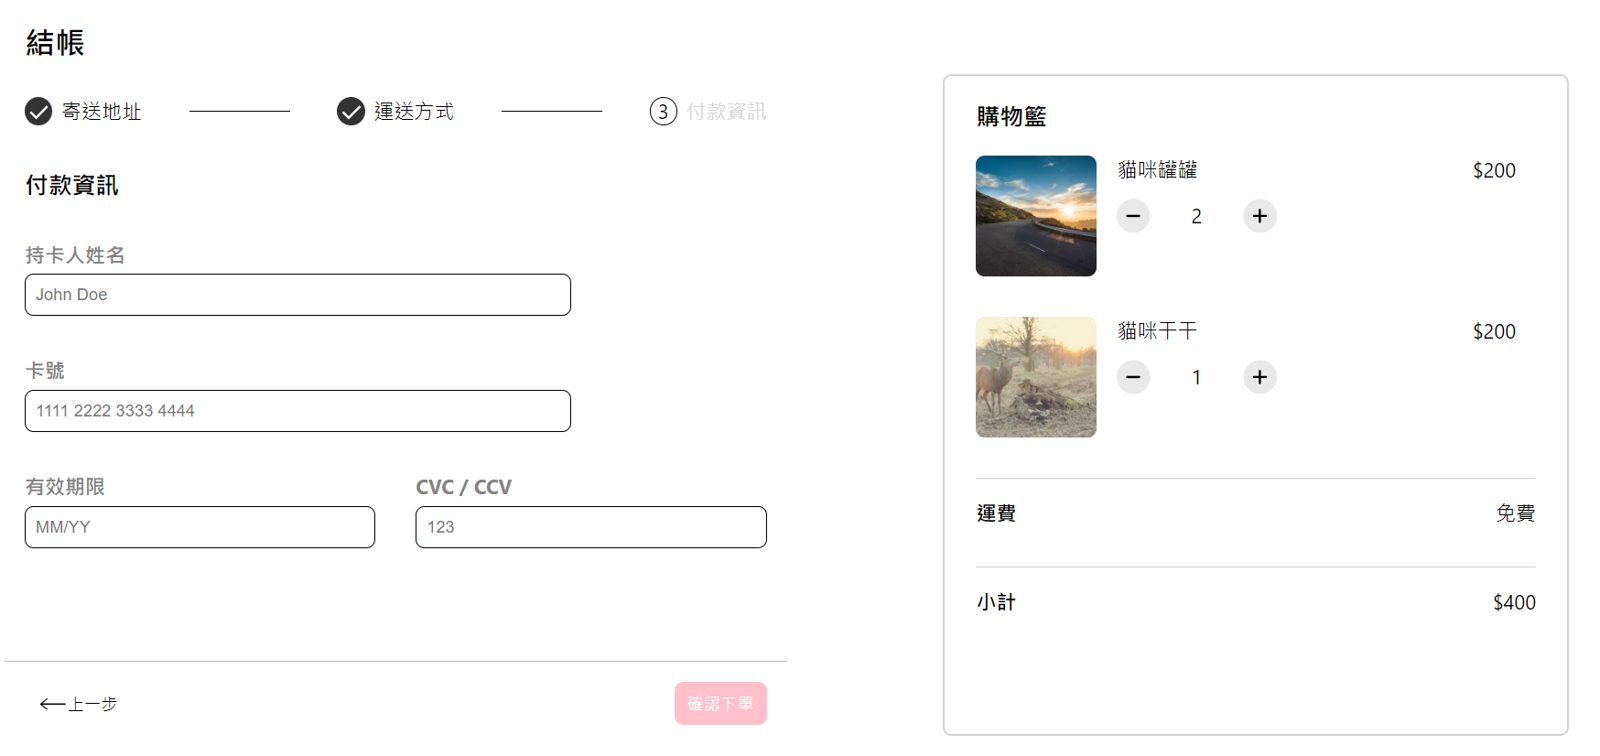 結帳
寄送地址
運送方式
3 付款資訊
付款資訊
持卡人姓名
John Doe
卡號
1111 2222 3333 4444
有效期限
MM/YY
CVC / CCV
123
上一步
確認下單
購物籃
貓咪罐罐 $200
2
貓咪干干 $200
1
運費 免費
小計 $400